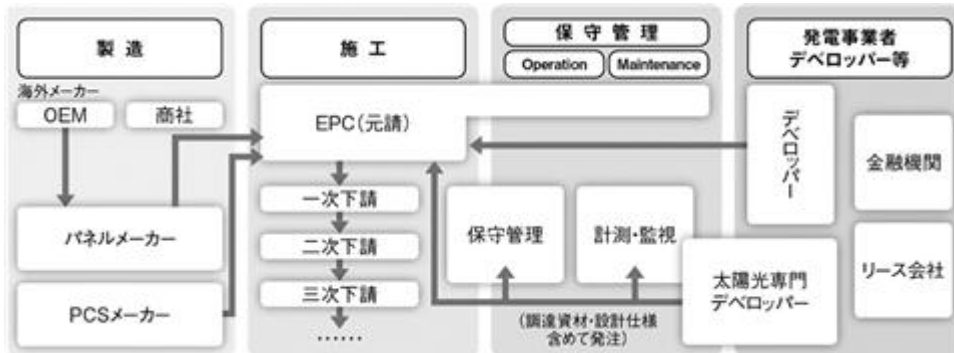 製造
海外メーカー
OEM
商社
パネルメーカー
PCSメーカー
施工
EPC(元請)
一次下請
二次下請
三次下請
……
保守管理
Operation
Maintenance
保守管理
計測・監視
(調達資材・設計仕様
含めて発注)
発電事業者
デベロッパー等
デベロッパー
金融機関
リース会社
太陽光専門
デベロッパー